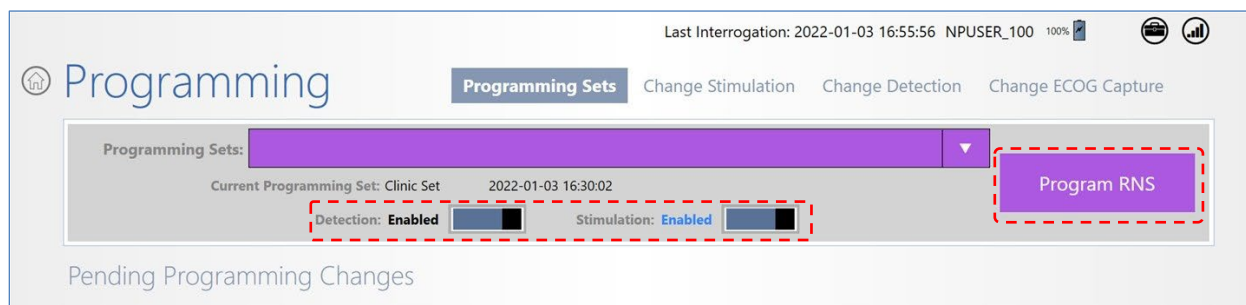 Last Interrogation: 2022-01-03 16:55:56 NPUSER_100 100%
Programming
Programming Sets Change Stimulation Change Detection Change ECOG Capture
Programming Sets:
Program RNS
Current Programming Set: Clinic Set 2022-01-03 16:30:02
Detection: Enabled Stimulation: Enabled
Pending Programming Changes